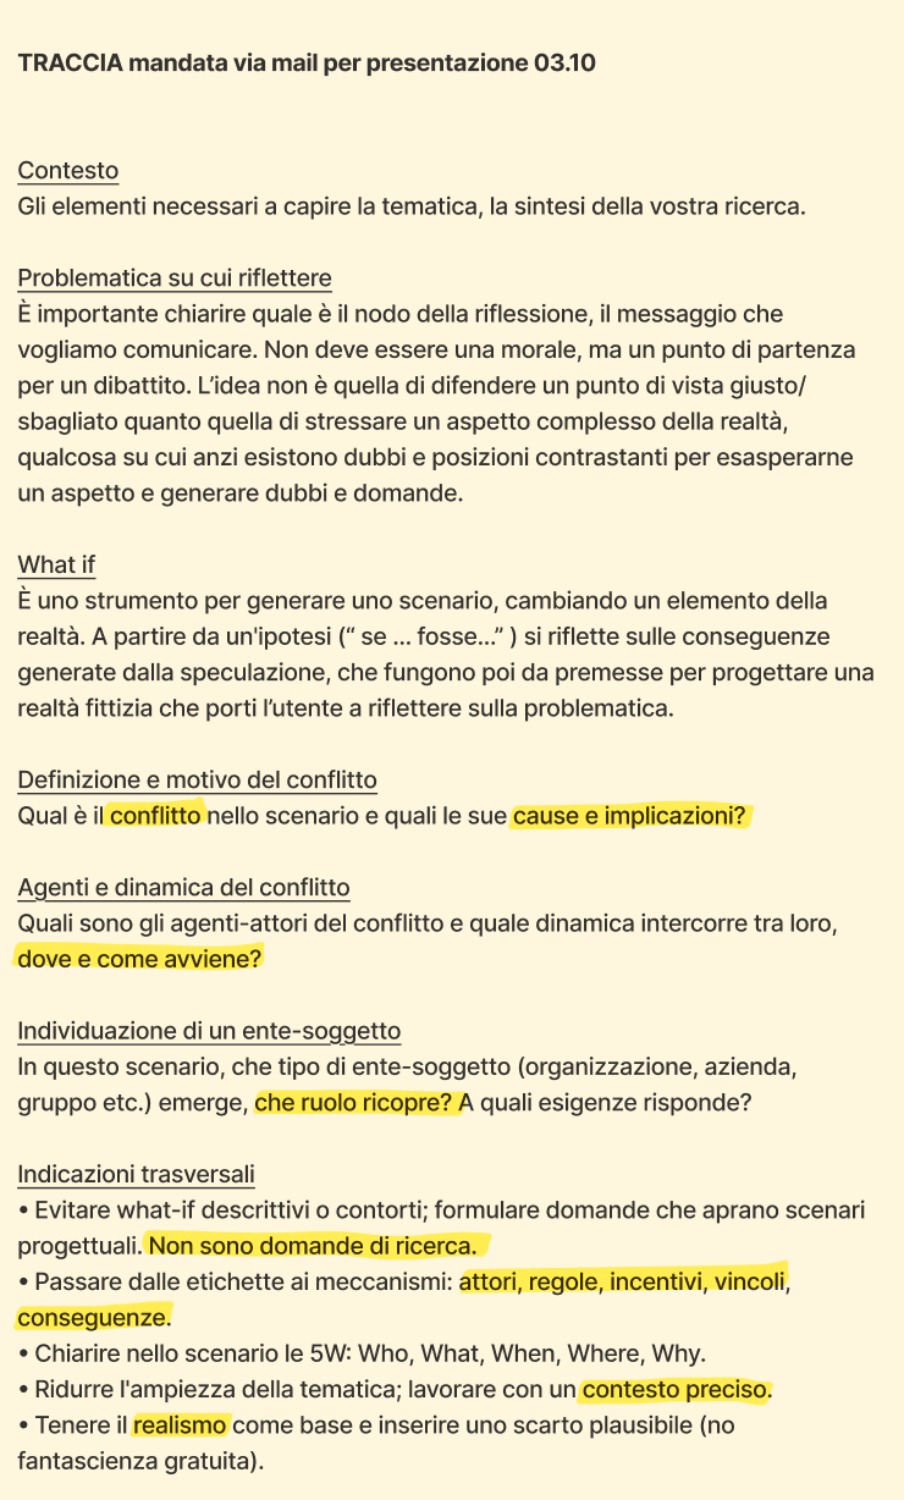 TRACCIA mandata via mail per presentazione 03.10
Contesto
Gli elementi necessari a capire la tematica, la sintesi della vostra ricerca.
Problematica su cui riflettere
È importante chiarire quale è il nodo della riflessione, il messaggio che
vogliamo comunicare. Non deve essere una morale, ma un punto di partenza
per un dibattito. L’idea non è quella di difendere un punto di vista giusto/
sbagliato quanto quella di stressare un aspetto complesso della realtà,
qualcosa su cui anzi esistono dubbi e posizioni contrastanti per esasperarne
un aspetto e generare dubbi e domande.
What if
È uno strumento per generare uno scenario, cambiando un elemento della
realtà. A partire da un'ipotesi (“ se ... fosse...” ) si riflette sulle conseguenze
generate dalla speculazione, che fungono poi da premesse per progettare una
realtà fittizia che porti l’utente a riflettere sulla problematica.
Definizione e motivo del conflitto
Qual è il conflitto nello scenario e quali le sue cause e implicazioni?
Agenti e dinamica del conflitto
Quali sono gli agenti-attori del conflitto e quale dinamica intercorre tra loro,
dove e come avviene?
Individuazione di un ente-soggetto
In questo scenario, che tipo di ente-soggetto (organizzazione, azienda,
gruppo etc.) emerge, che ruolo ricopre? A quali esigenze risponde?
Indicazioni trasversali
• Evitare what-if descrittivi o contorti; formulare domande che aprano scenari
progettuali. Non sono domande di ricerca.
• Passare dalle etichette ai meccanismi: attori, regole, incentivi, vincoli,
conseguenze.
• Chiarire nello scenario le 5W: Who, What, When, Where, Why.
• Ridurre l'ampiezza della tematica; lavorare con un contesto preciso.
• Tenere il realismo come base e inserire uno scarto plausibile (no
fantascienza gratuita).